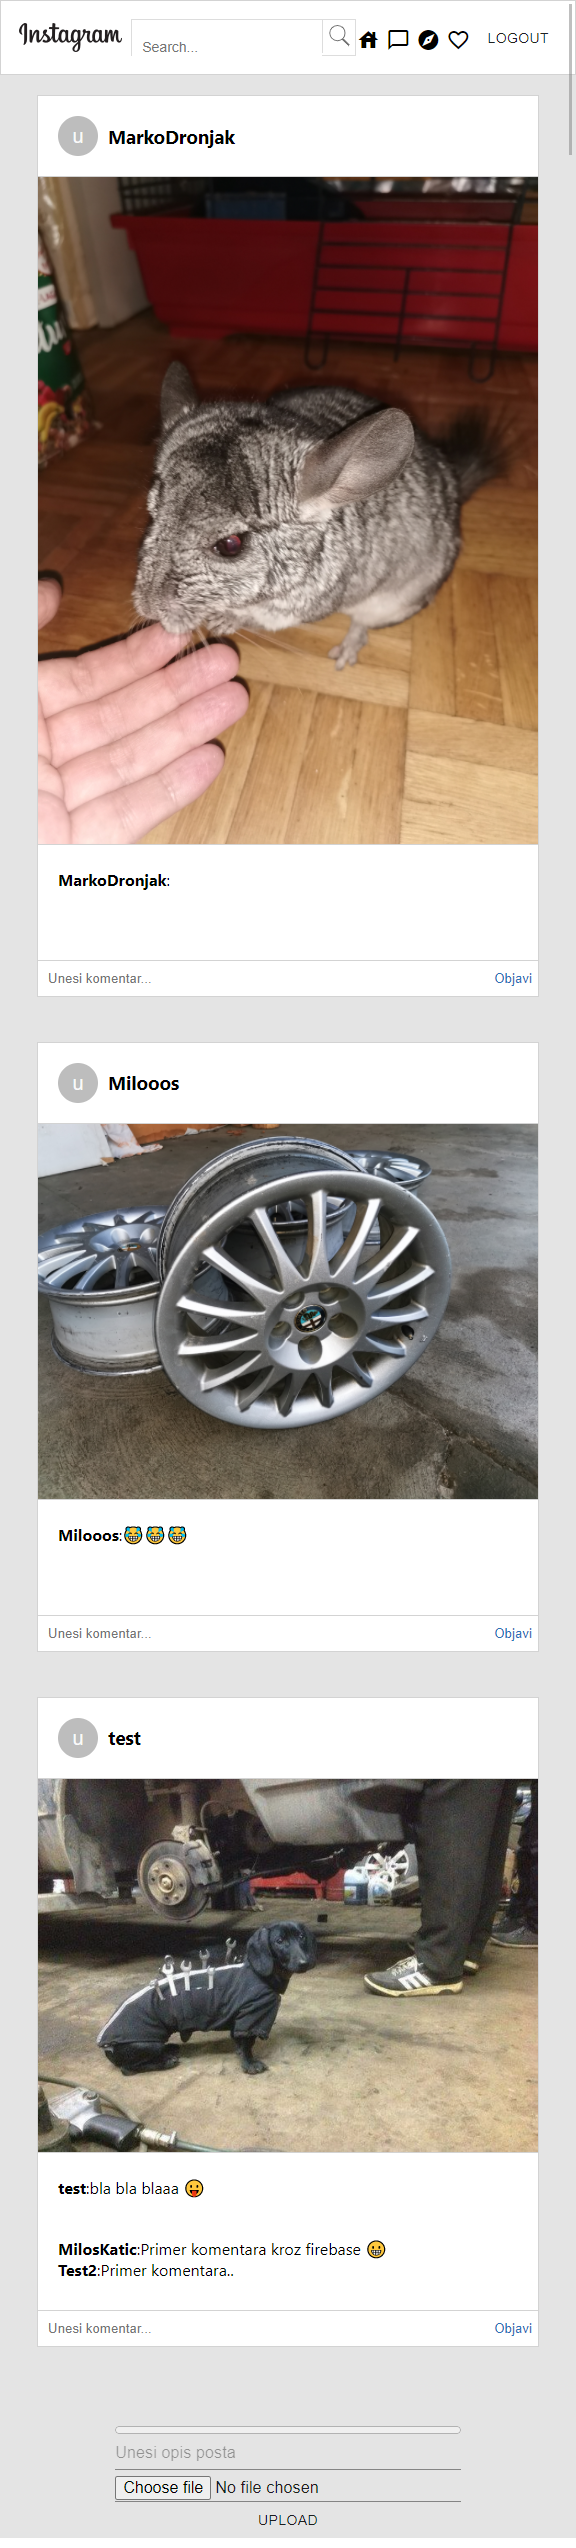 Instagram
Search...
LOGOUT
u MarkoDronjak
MarkoDronjak:
Unesi komentar... Objavi
u Milooos
Milooos:😹😹😹
Unesi komentar... Objavi
u test
test:bla bla blaaa 😛
MilosKatic:Primer komentara kroz firebase 😀
Test2:Primer komentara..
Unesi komentar... Objavi
Unesi opis posta
Choose file No file chosen
UPLOAD